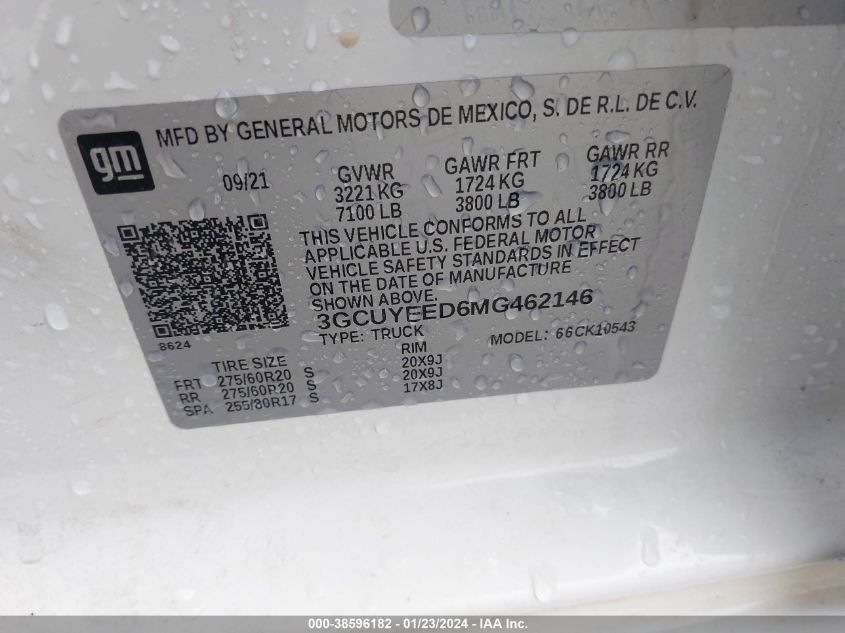 gm
MFD BY GENERAL MOTORS DE MEXICO, S. DE R.L. DE C.V.
09/21 GVWR GAWR FRT GAWR RR
3221 KG 1724 KG 1724 KG
7100 LB 3800 LB 3800 LB
THIS VEHICLE CONFORMS TO ALL
APPLICABLE U.S. FEDERAL MOTOR
VEHICLE SAFETY STANDARDS IN EFFECT
ON THE DATE OF MANUFACTURE
SHOWN ABOVE.
3GCUYEED6MG462146
TYPE: TRUCK MODEL: 66CK10543
8624
TIRE SIZE RIM
FRT 275/60R20 S 20X9J
RR 275/60R20 S 20X9J
SPA 255/80R17 S 17X8J
000-38596182 - 01/23/2024 - IAA Inc.